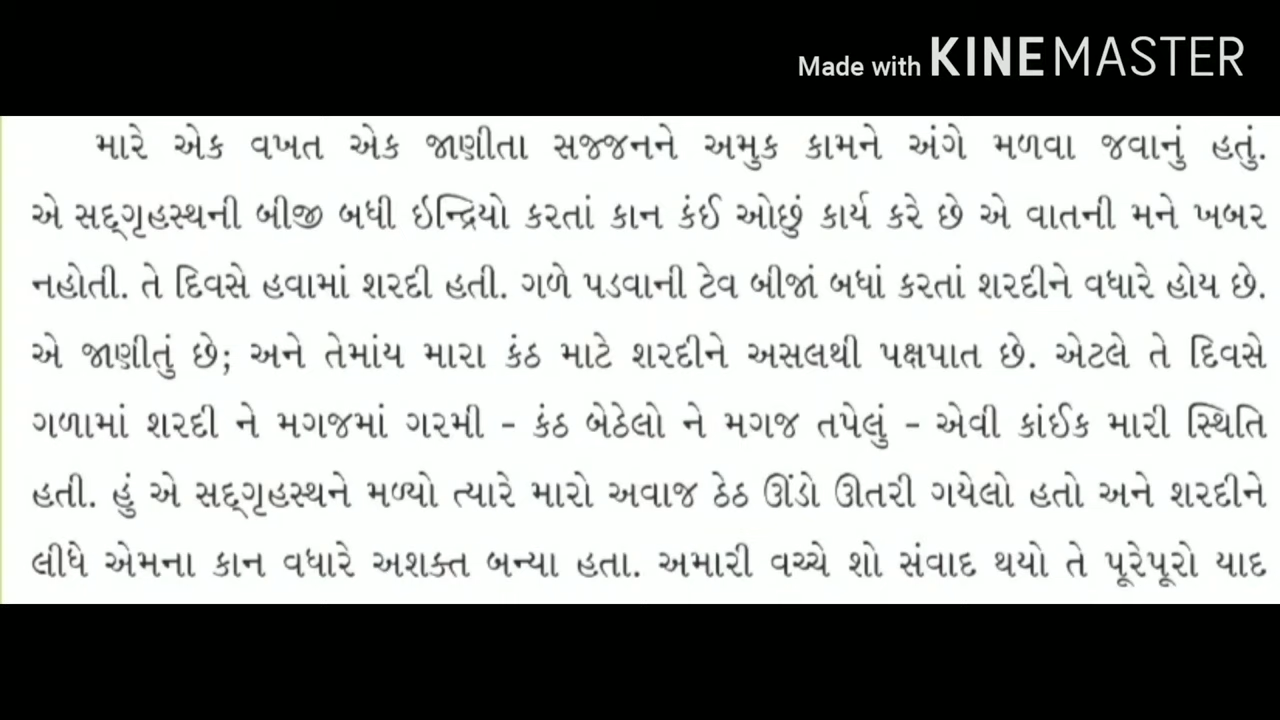 Made with KINEMASTER
મારે એક વખત એક જાણીતા સજ્જનને અમુક કામને અંગે મળવા જવાનું હતું.
એ સદ્ગૃહસ્થની બીજી બધી ઇન્દ્રિયો કરતાં કાન કંઈ ઓછું કાર્ય કરે છે એ વાતની મને ખબર
નહોતી. તે દિવસે હવામાં શરદી હતી. ગળે પડવાની ટેવ બીજાં બધાં કરતાં શરદીને વધારે હોય છે.
એ જાણીતું છે; અને તેમાંય મારા કંઠ માટે શરદીને અસલથી પક્ષપાત છે. એટલે તે દિવસે
ગળામાં શરદી ને મગજમાં ગરમી – કંઠ બેઠેલો ને મગજ તપેલું – એવી કાંઈક મારી સ્થિતિ
હતી. હું એ સદ્ગૃહસ્થને મળ્યો ત્યારે મારો અવાજ ઠેઠ ઊંડો ઊતરી ગયેલો હતો અને શરદીને
લીધે એમના કાન વધારે અશક્ત બન્યા હતા. અમારી વચ્ચે શો સંવાદ થયો તે પૂરેપૂરો યાદ